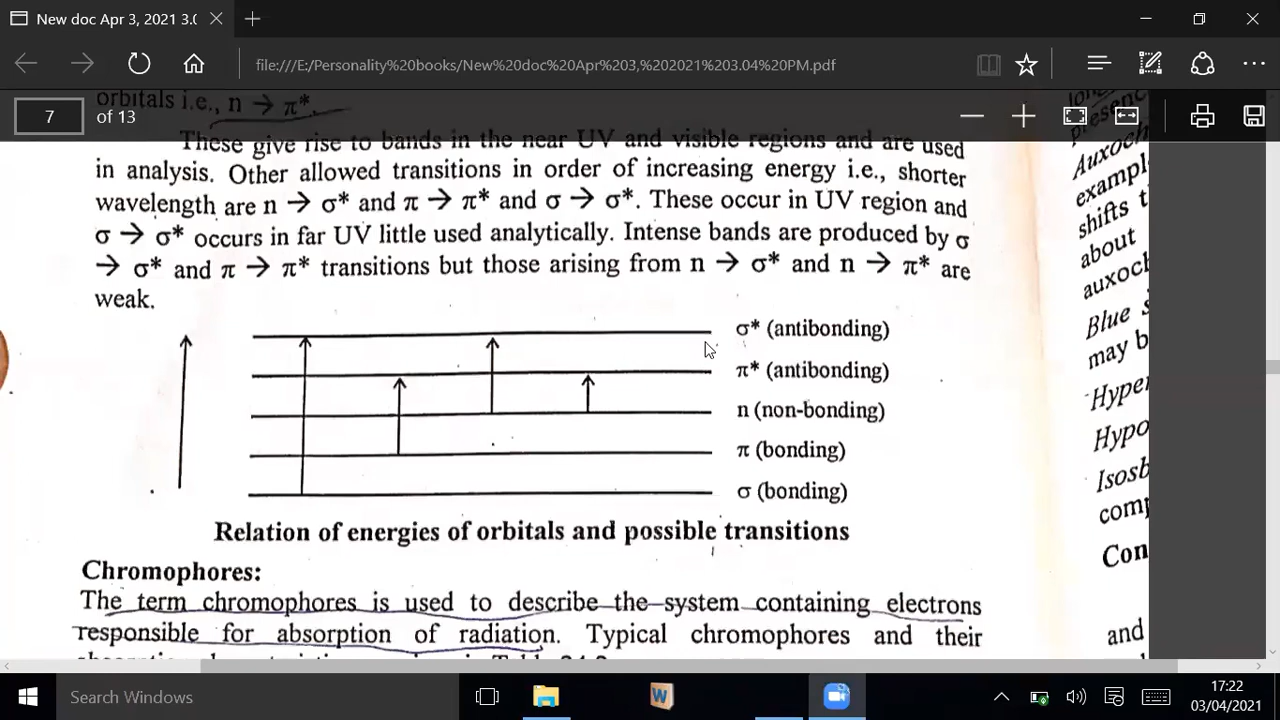 New doc Apr 3, 2021 3.0
file:///E:/Personality%20books/New%20doc%20Apr%203,%202021%203.04%20PM.pdf
7 of 13
orbitals i.e., n → π*.
These give rise to bands in the near UV and visible regions and are used
in analysis. Other allowed transitions in order of increasing energy i.e., shorter
wavelength are n → σ* and π → π* and σ → σ*. These occur in UV region and
σ → σ* occurs in far UV little used analytically. Intense bands are produced by σ
→ σ* and π → π* transitions but those arising from n → σ* and n → π* are
weak.
σ* (antibonding)
π* (antibonding)
n (non-bonding)
π (bonding)
σ (bonding)
Relation of energies of orbitals and possible transitions
Chromophores:
The term chromophores is used to describe the system containing electrons
responsible for absorption of radiation. Typical chromophores and their
presenc
Auxoch
exampl
shifts t
about
auxoch
Blue s
may b
Hyper
Hypo
Isosb
comp
Con
and
Search Windows
17:22
03/04/2021